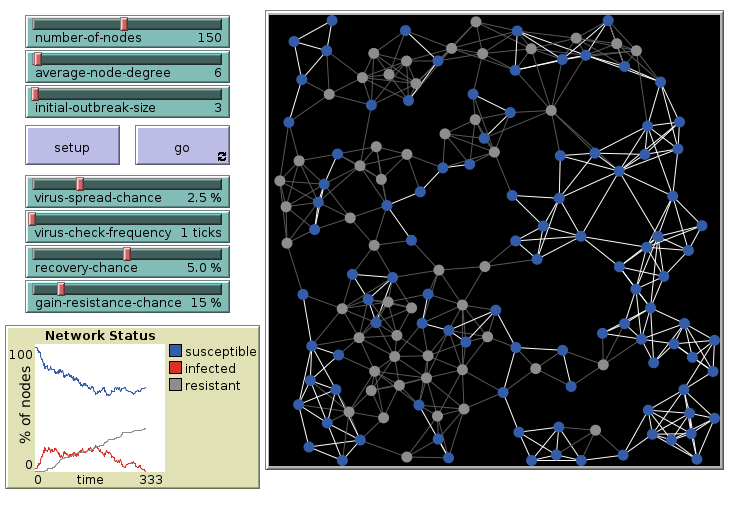 number-of-nodes 150
average-node-degree 6
initial-outbreak-size 3
setup go
virus-spread-chance 2.5 %
virus-check-frequency 1 ticks
recovery-chance 5.0 %
gain-resistance-chance 15 %
Network Status
100
% of nodes
0
0 time 333
susceptible
infected
resistant